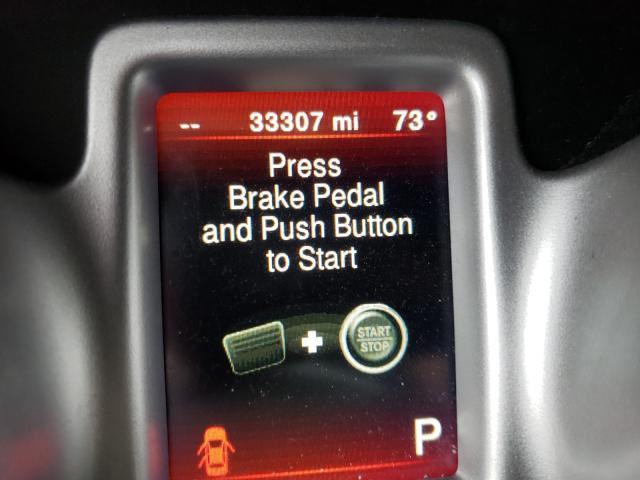 -- 33307 mi 73°
Press
Brake Pedal
and Push Button
to Start
START
STOP
P